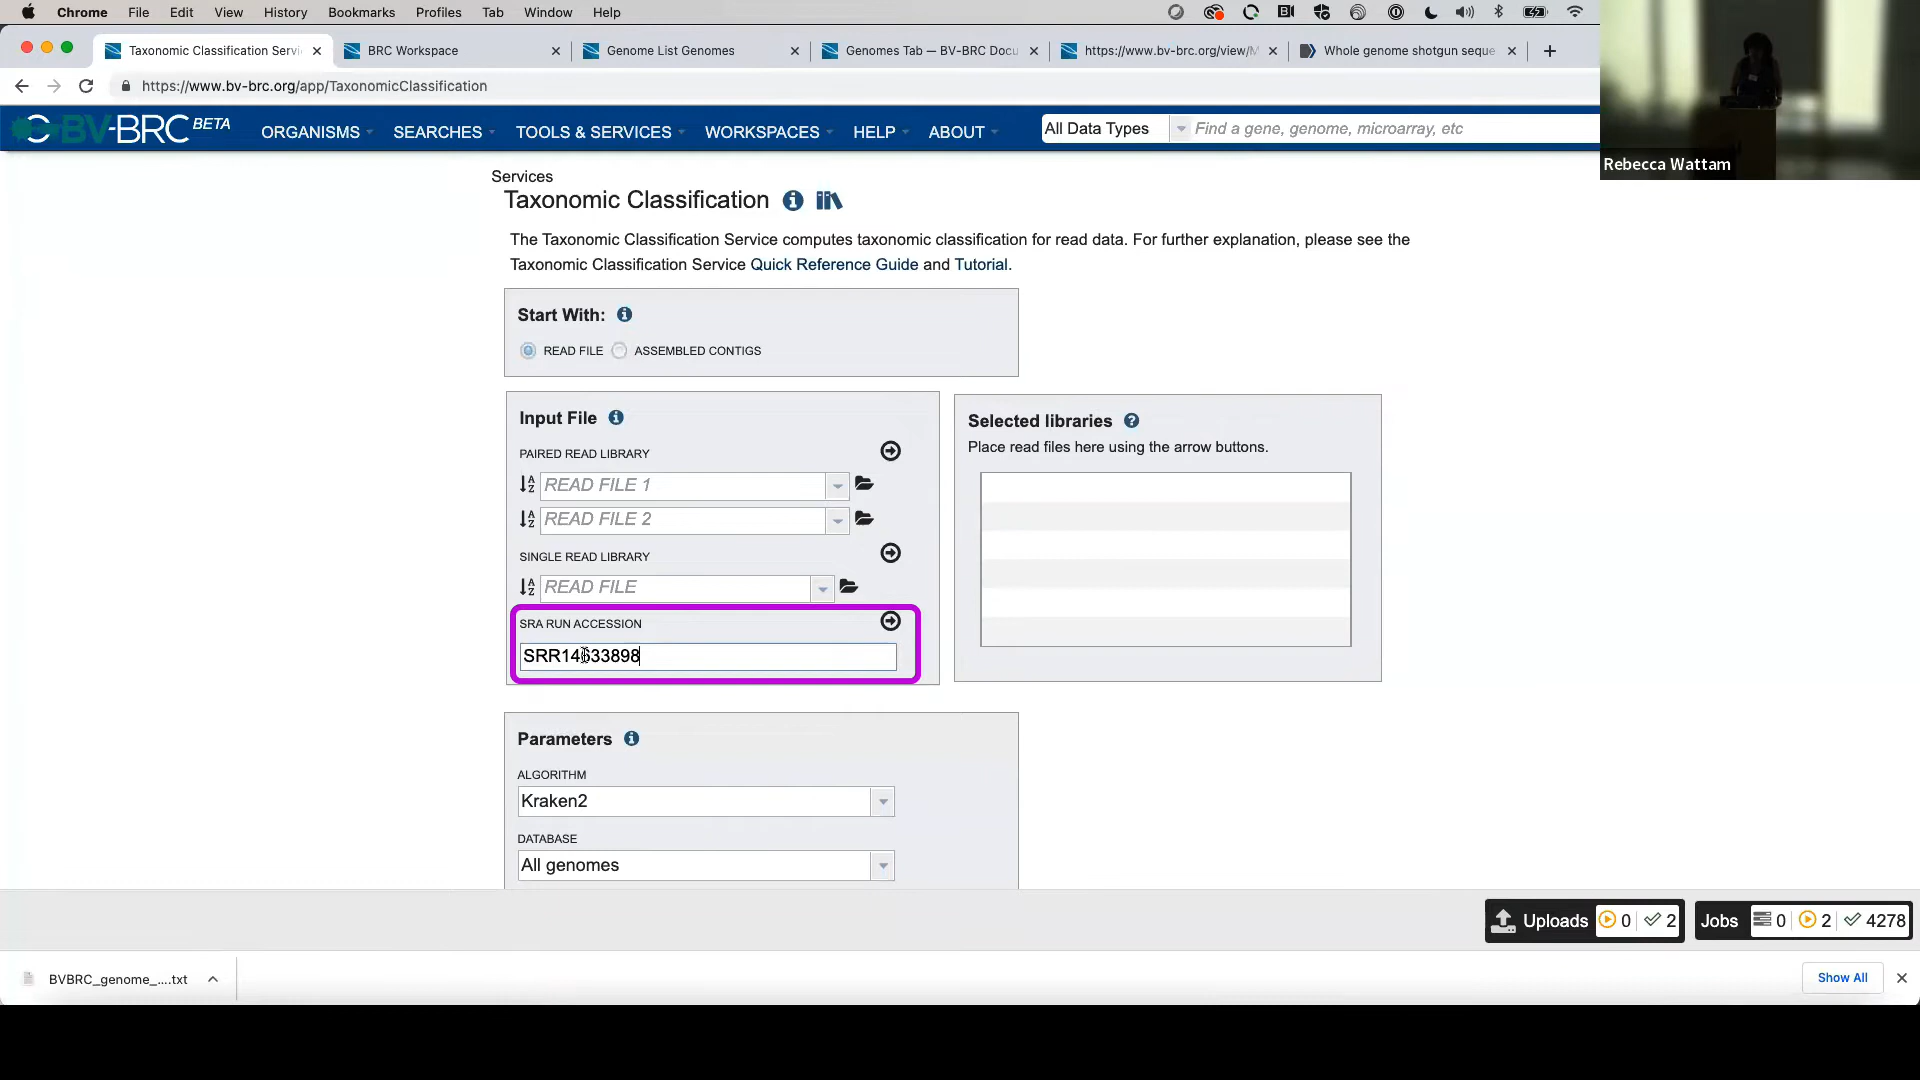 Chrome File Edit View History Bookmarks Profiles Tab Window Help
Taxonomic Classification Servi BRC Workspace Genome List Genomes Genomes Tab — BV-BRC Docu https://www.bv-brc.org/view/M Whole genome shotgun seque
https://www.bv-brc.org/app/TaxonomicClassification
BV-BRC BETA ORGANISMS SEARCHES TOOLS & SERVICES WORKSPACES HELP ABOUT All Data Types Find a gene, genome, microarray, etc
Rebecca Wattam
Services
Taxonomic Classification
The Taxonomic Classification Service computes taxonomic classification for read data. For further explanation, please see the
Taxonomic Classification Service Quick Reference Guide and Tutorial.
Start With:
READ FILE ASSEMBLED CONTIGS
Input File
PAIRED READ LIBRARY
READ FILE 1
READ FILE 2
SINGLE READ LIBRARY
READ FILE
SRA RUN ACCESSION
SRR14633898
Selected libraries
Place read files here using the arrow buttons.
Parameters
ALGORITHM
Kraken2
DATABASE
All genomes
Uploads 0 2 Jobs 0 2 4278
BVBRC_genome_....txt Show All